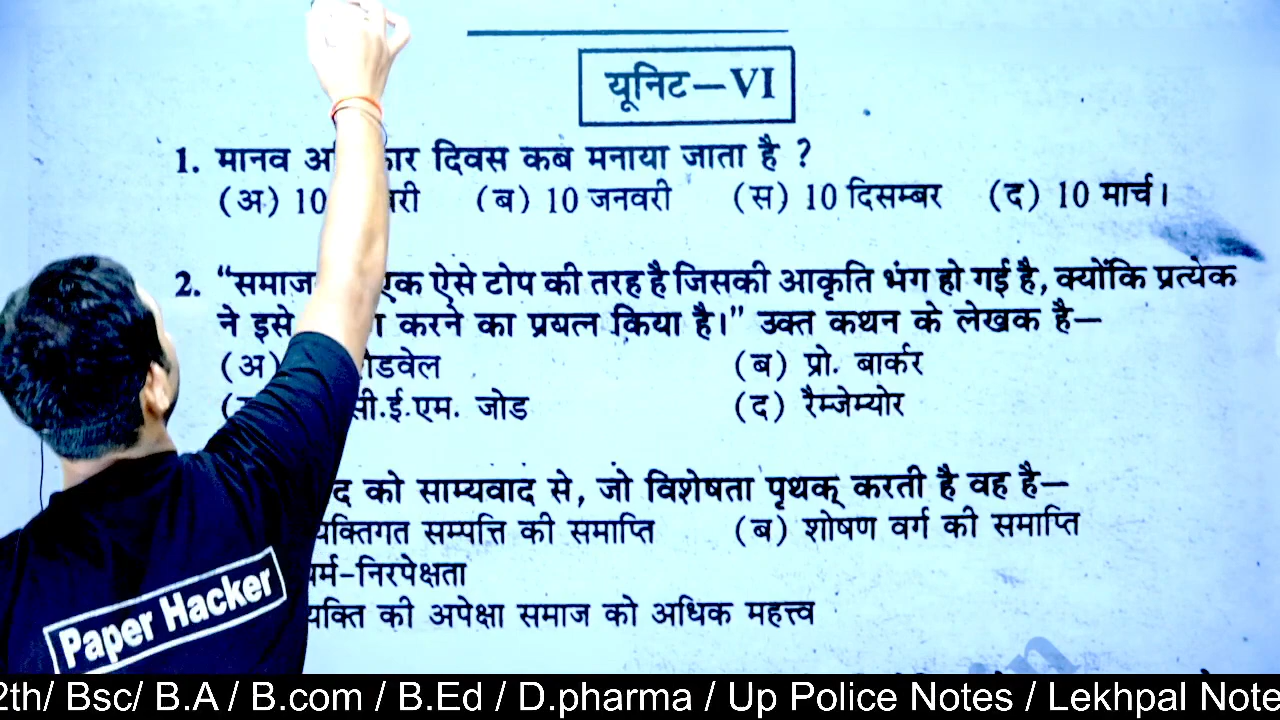 यूनिट—VI
1. मानव अधिकार दिवस कब मनाया जाता है ?
(अ) 10 (ब) 10 जनवरी (स) 10 दिसम्बर (द) 10 मार्च।
2. “समाज एक ऐसे टोप की तरह है जिसकी आकृति भंग हो गई है, क्योंकि प्रत्येक
ने इसे करने का प्रयत्न किया है।” उक्त कथन के लेखक है—
(अ) (ब) प्रो. बार्कर
सी.ई.एम. जोड (द) रैम्जेम्योर
को साम्यवाद से, जो विशेषता पृथक् करती है वह है—
व्यक्तिगत सम्पत्ति की समाप्ति (ब) शोषण वर्ग की समाप्ति
धर्म-निरपेक्षता
व्यक्ति की अपेक्षा समाज को अधिक महत्त्व
Paper Hacker
2th/ Bsc/ B.A / B.com / B.Ed / D.pharma / Up Police Notes / Lekhpal Note